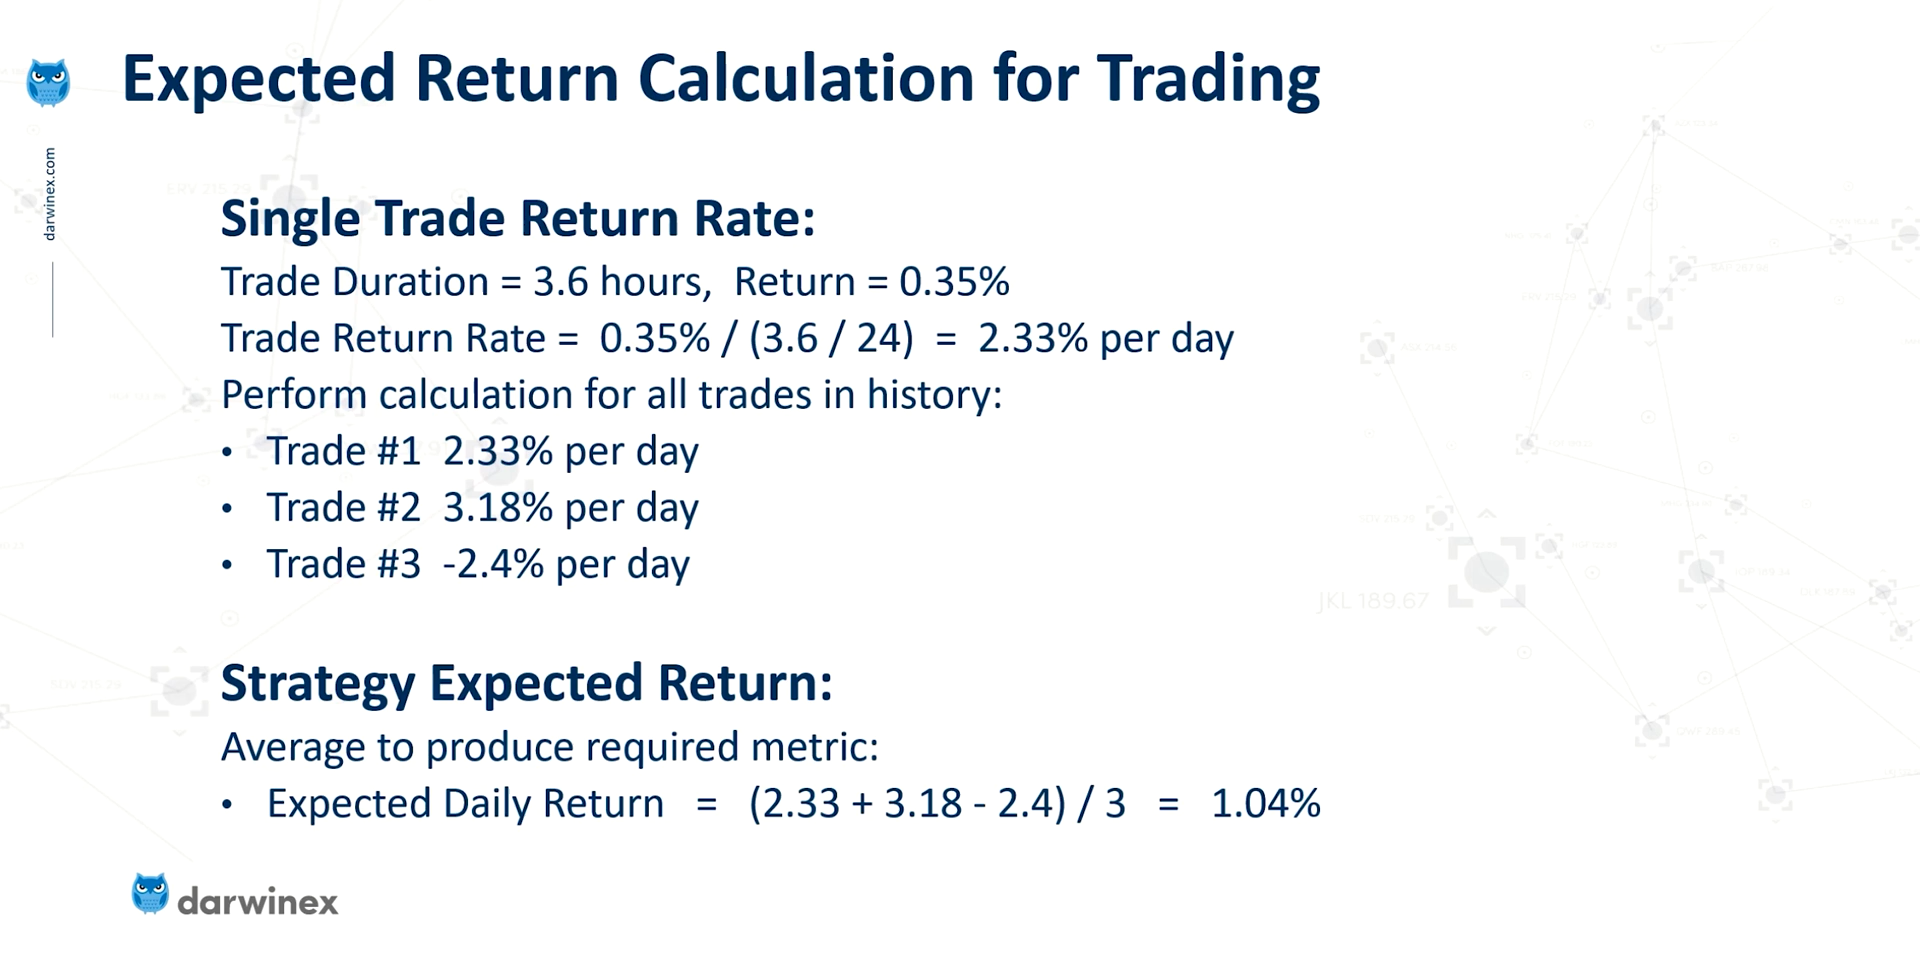 Expected Return Calculation for Trading
darwinex.com
Single Trade Return Rate:
Trade Duration = 3.6 hours, Return = 0.35%
Trade Return Rate = 0.35% / (3.6 / 24) = 2.33% per day
Perform calculation for all trades in history:
• Trade #1 2.33% per day
• Trade #2 3.18% per day
• Trade #3 -2.4% per day
JKL 189.67
Strategy Expected Return:
Average to produce required metric:
• Expected Daily Return = (2.33 + 3.18 - 2.4) / 3 = 1.04%
darwinex